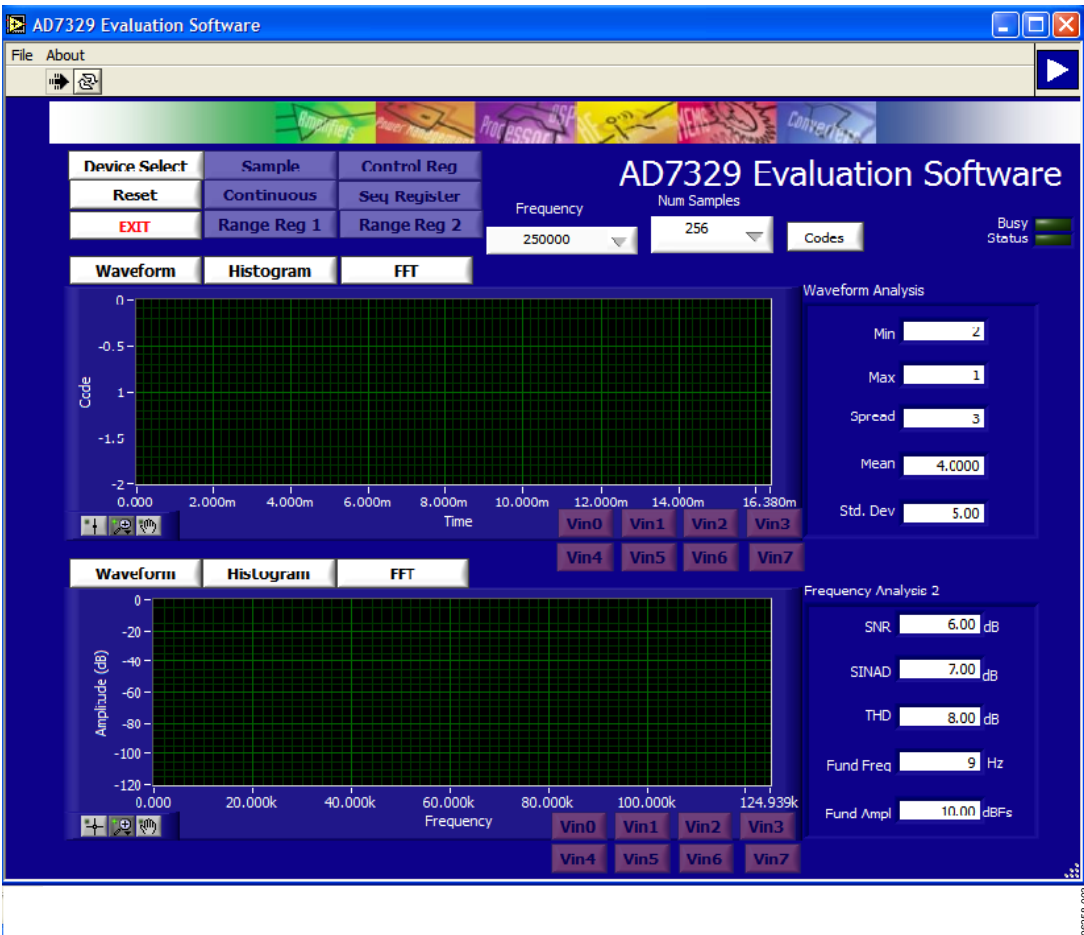 AD7329 Evaluation Software
File About
Amplifiers Power Management Processors DSP MEMS Converters
Device Select Sample Control Reg
AD7329 Evaluation Software
Reset Continuous Seq Register
Frequency Num Samples
EXIT Range Reg 1 Range Reg 2
250000 256 Codes
Busy
Status
Waveform Histogram FFT
Waveform Analysis
0
-0.5
1
-1.5
-2
Code
0.000 2.000m 4.000m 6.000m 8.000m 10.000m 12.000m 14.000m 16.380m
Time
Vin0 Vin1 Vin2 Vin3
Vin4 Vin5 Vin6 Vin7
Min 2
Max 1
Spread 3
Mean 4.0000
Std. Dev 5.00
Waveform Histogram FFT
Frequency Analysis 2
0
-20
-40
-60
-80
-100
-120
Amplitude (dB)
0.000 20.000k 40.000k 60.000k 80.000k 100.000k 124.939k
Frequency
Vin0 Vin1 Vin2 Vin3
Vin4 Vin5 Vin6 Vin7
SNR 6.00 dB
SINAD 7.00 dB
THD 8.00 dB
Fund Freq 9 Hz
Fund Ampl 10.00 dBFs